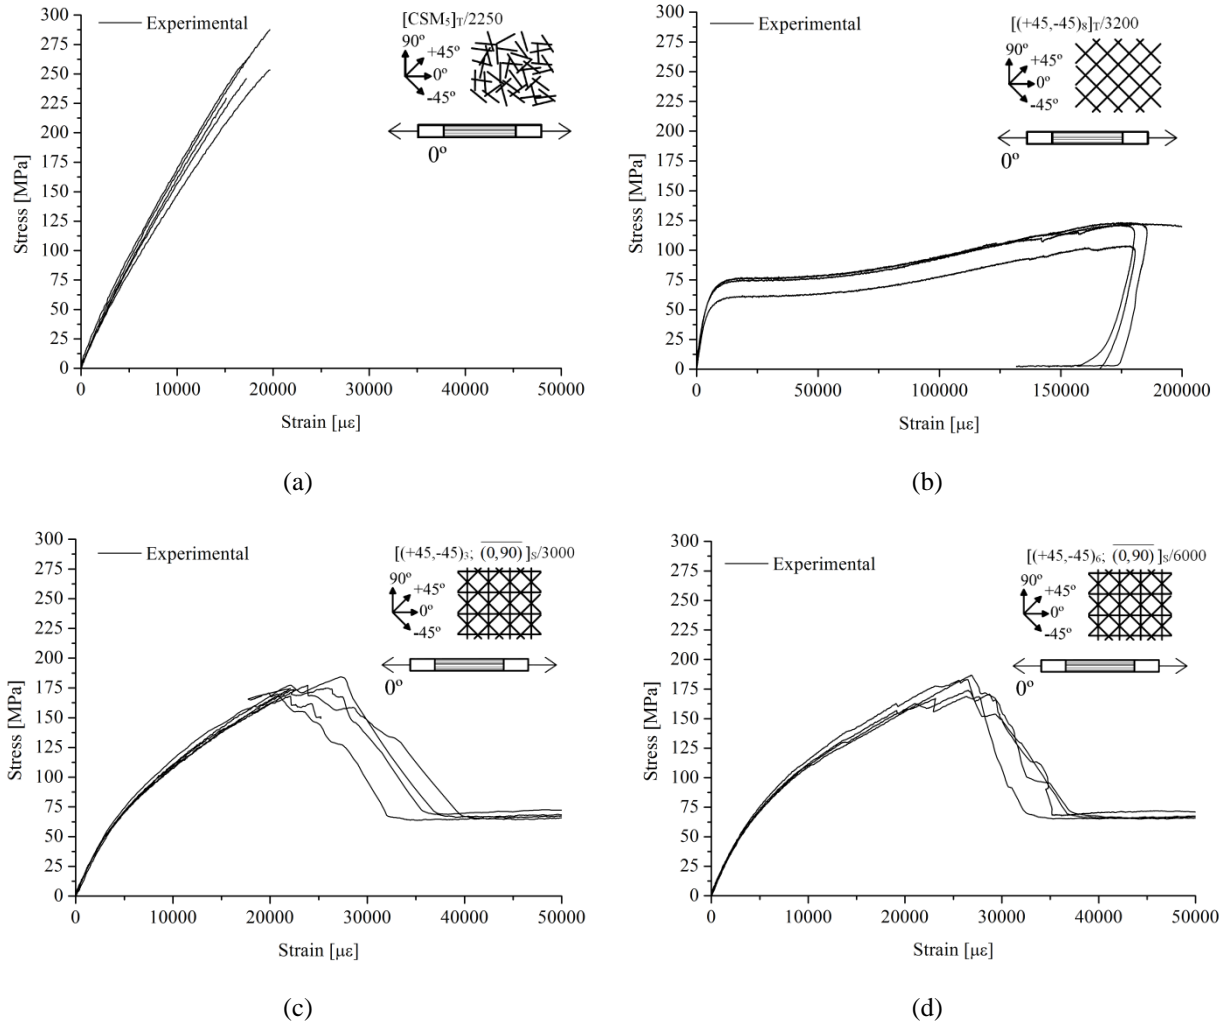 Experimental
[CSM₅]T/2250
90º
+45º
0º
-45º
0º
300
275
250
225
200
175
150
125
100
75
50
25
0
Stress [MPa]
0 10000 20000 30000 40000 50000
Strain [με]
(a)
Experimental
[(+45,-45)₈]T/3200
90º
+45º
0º
-45º
0º
300
275
250
225
200
175
150
125
100
75
50
25
0
Stress [MPa]
0 50000 100000 150000 200000
Strain [με]
(b)
Experimental
[(+45,-45)₃; (0,90) ]S/3000
90º
+45º
0º
-45º
0º
300
275
250
225
200
175
150
125
100
75
50
25
0
Stress [MPa]
0 10000 20000 30000 40000 50000
Strain [με]
(c)
Experimental
[(+45,-45)₆; (0,90) ]S/6000
90º
+45º
0º
-45º
0º
300
275
250
225
200
175
150
125
100
75
50
25
0
Stress [MPa]
0 10000 20000 30000 40000 50000
Strain [με]
(d)